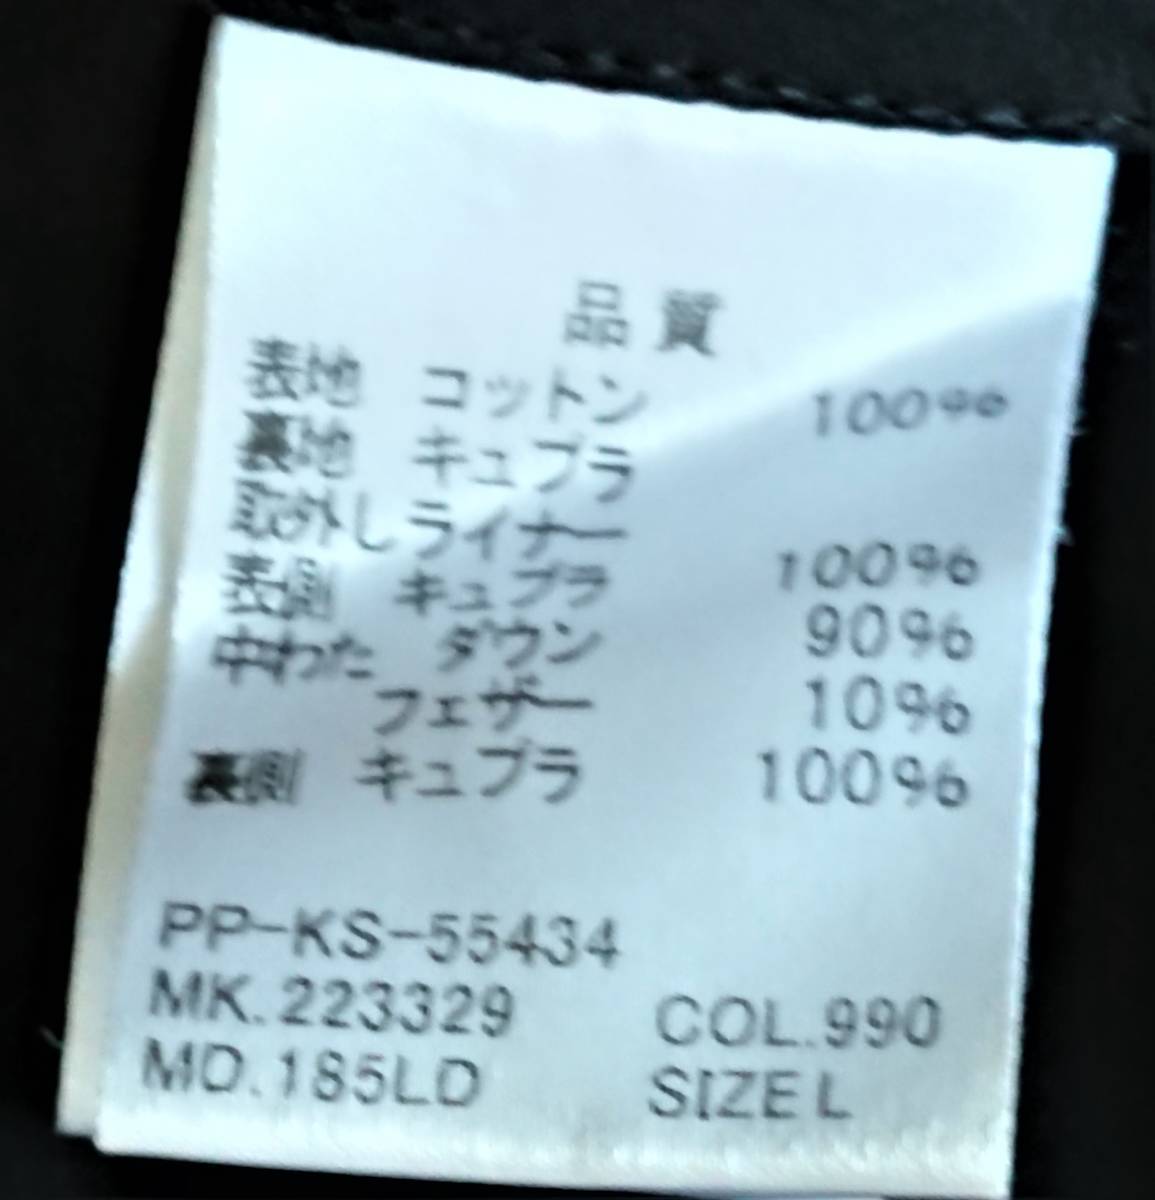 品質
表地 コットン 100%
裏地 キュプラ
取外しライナー
表側 キュプラ 100%
中わた ダウン 90%
フェザー 10%
裏側 キュプラ 100%
PP-KS-55434
MK.223329 COL.990
MD.185LD SIZE L